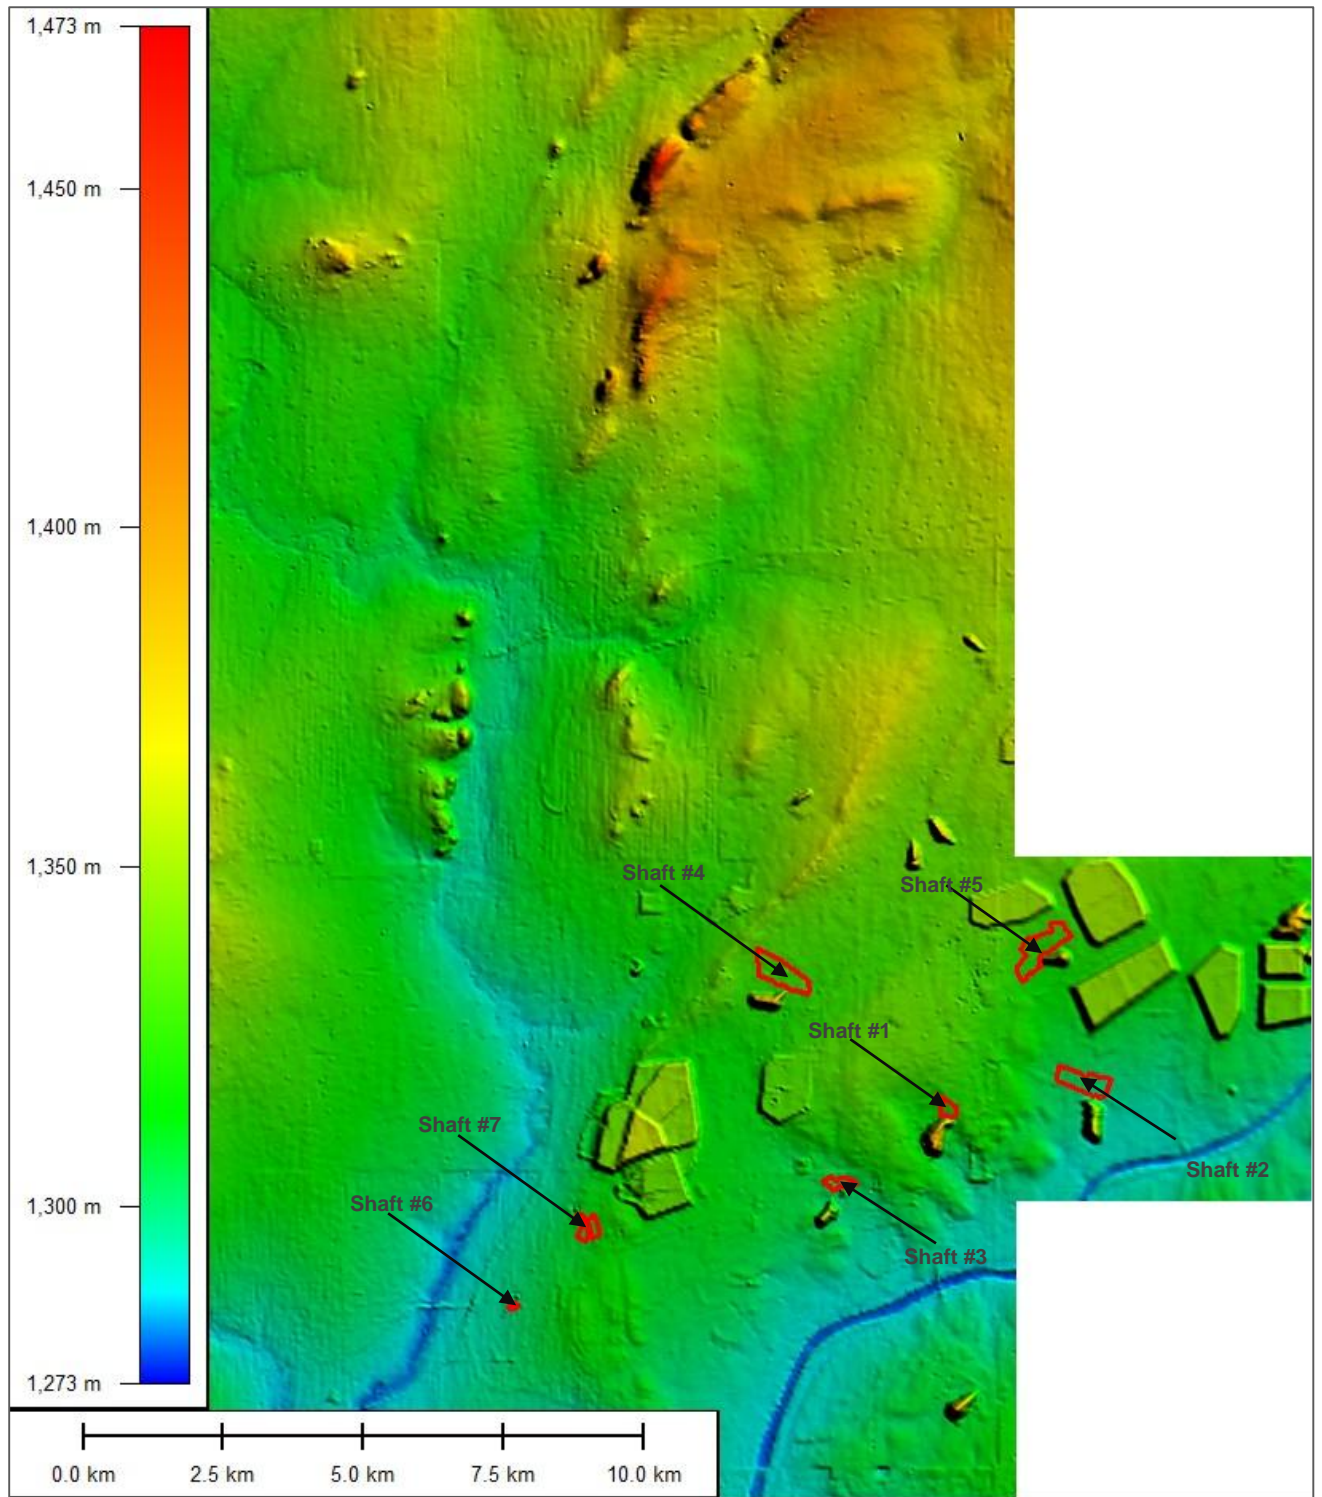 1,473 m
1,450 m
1,400 m
1,350 m
1,300 m
1,273 m
Shaft #4
Shaft #5
Shaft #1
Shaft #7
Shaft #2
Shaft #6
Shaft #3
0.0 km 2.5 km 5.0 km 7.5 km 10.0 km